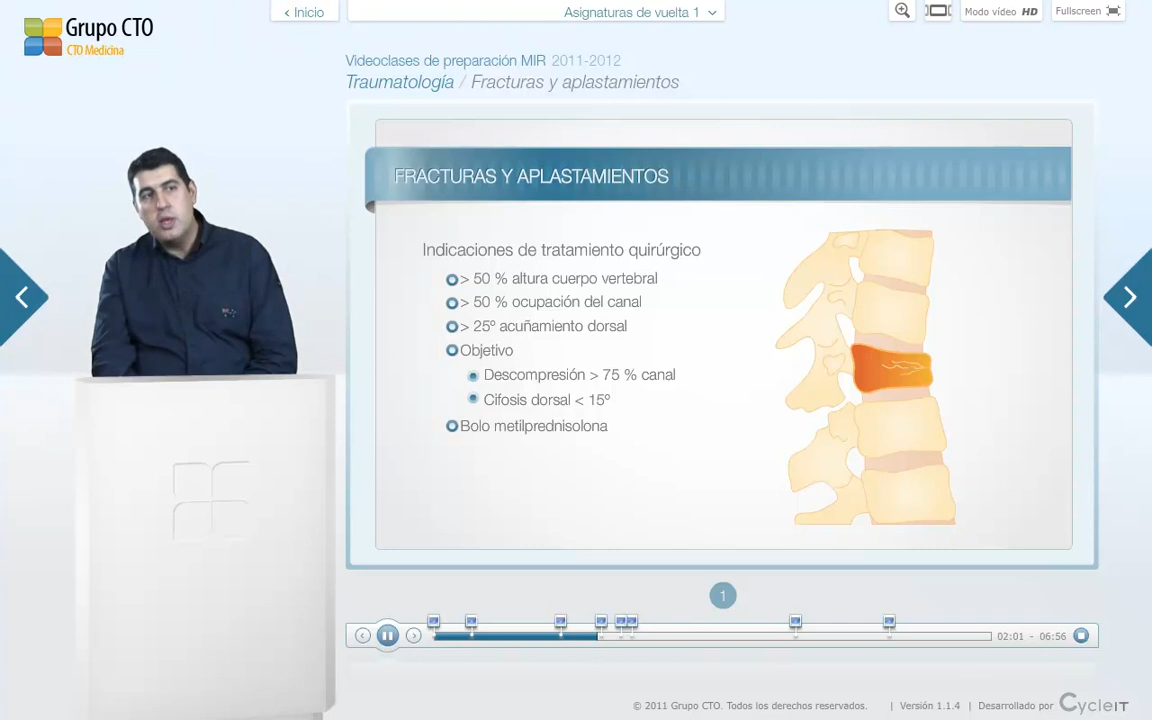 Grupo CTO
CTO Medicina
‹ Inicio
Asignaturas de vuelta 1
Modo vídeo HD
Fullscreen
Videoclases de preparación MIR 2011-2012
Traumatología / Fracturas y aplastamientos
FRACTURAS Y APLASTAMIENTOS
Indicaciones de tratamiento quirúrgico
> 50 % altura cuerpo vertebral
> 50 % ocupación del canal
> 25º acuñamiento dorsal
Objetivo
Descompresión > 75 % canal
Cifosis dorsal < 15º
Bolo metilprednisolona
1
02:01 - 06:56
© 2011 Grupo CTO. Todos los derechos reservados. | Versión 1.1.4 | Desarrollado por CycleIT